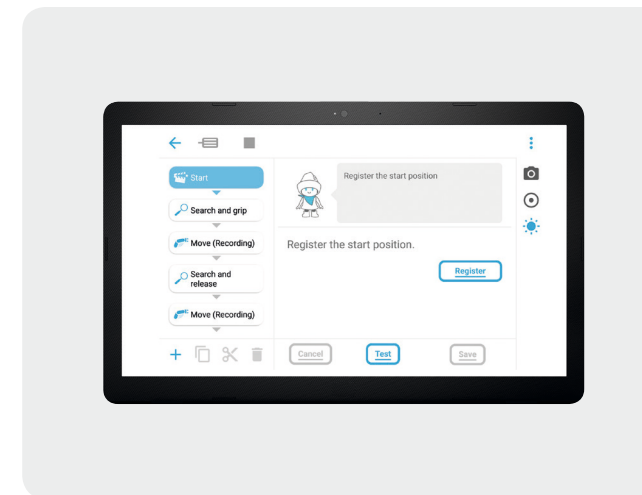 Start
Search and grip
Move (Recording)
Search and
release
Move (Recording)
Register the start position
Register the start position.
Register
Cancel
Test
Save